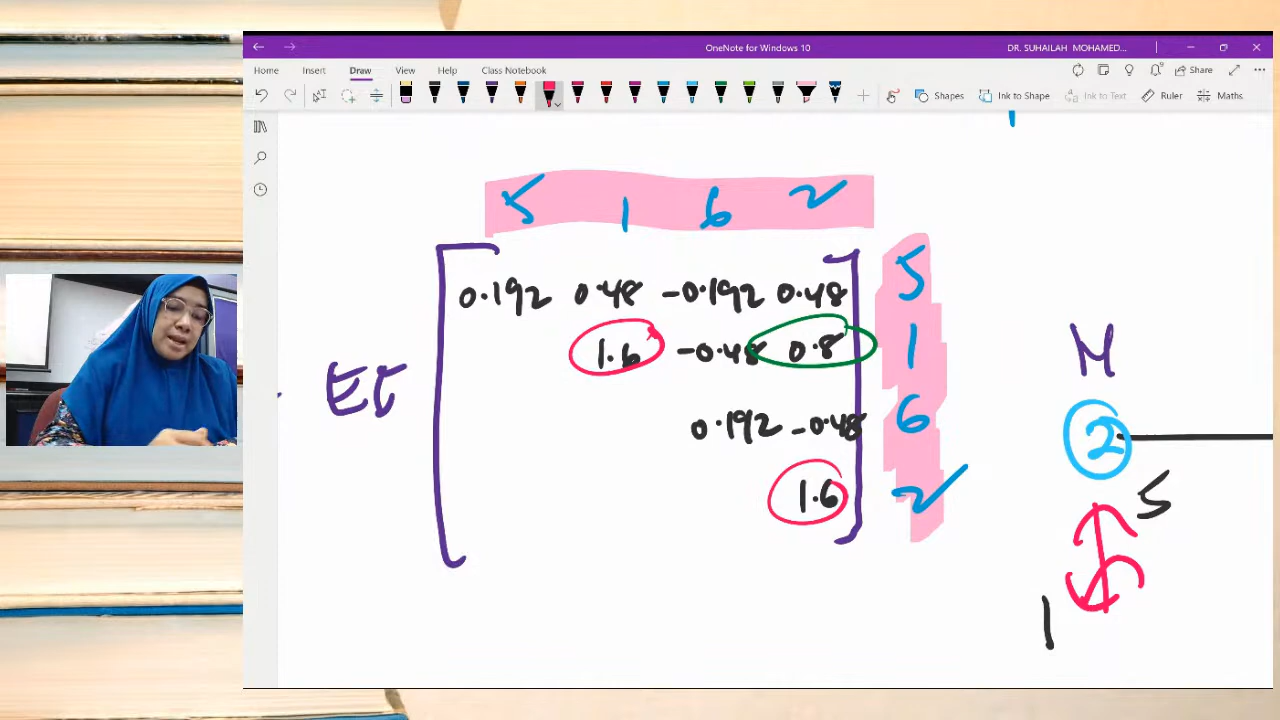 OneNote for Windows 10
DR. SUHAILAH MOHAMED...
Home Insert Draw View Help Class Notebook Share
Shapes Ink to Shape Ink to Text Ruler Maths
5 1 6 2
0.192 0.48 -0.192 0.48 5
1.6 -0.48 0.8 1
0.192 -0.48 6
1.6 2
M
2
5
1